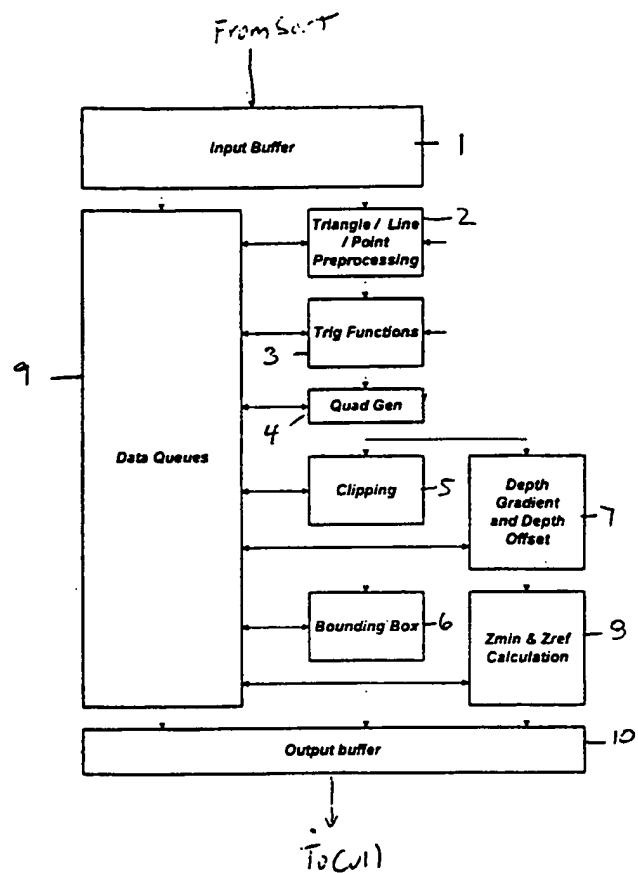 From Sort
Input Buffer
1
Triangle / Line
/ Point
Preprocessing
2
Trig Functions
3
9
Quad Gen
4
Data Queues
Clipping
5
Depth
Gradient
and Depth
Offset
7
Bounding Box
6
Zmin & Zref
Calculation
8
Output buffer
10
To Cull